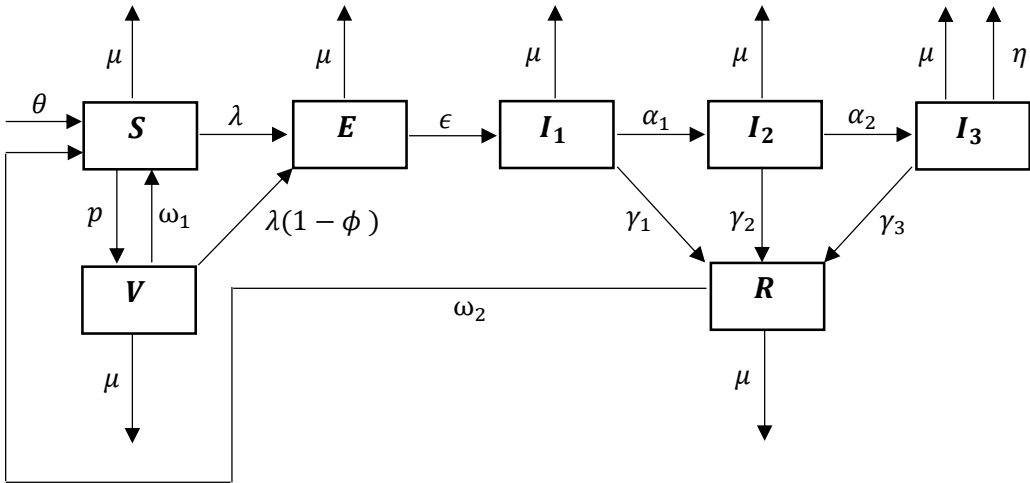 μ μ μ μ μ η
θ
S λ E ϵ I₁ α₁ I₂ α₂ I₃
p ω₁ λ(1 − ϕ ) γ₁ γ₂ γ₃
V R
ω₂
μ μ